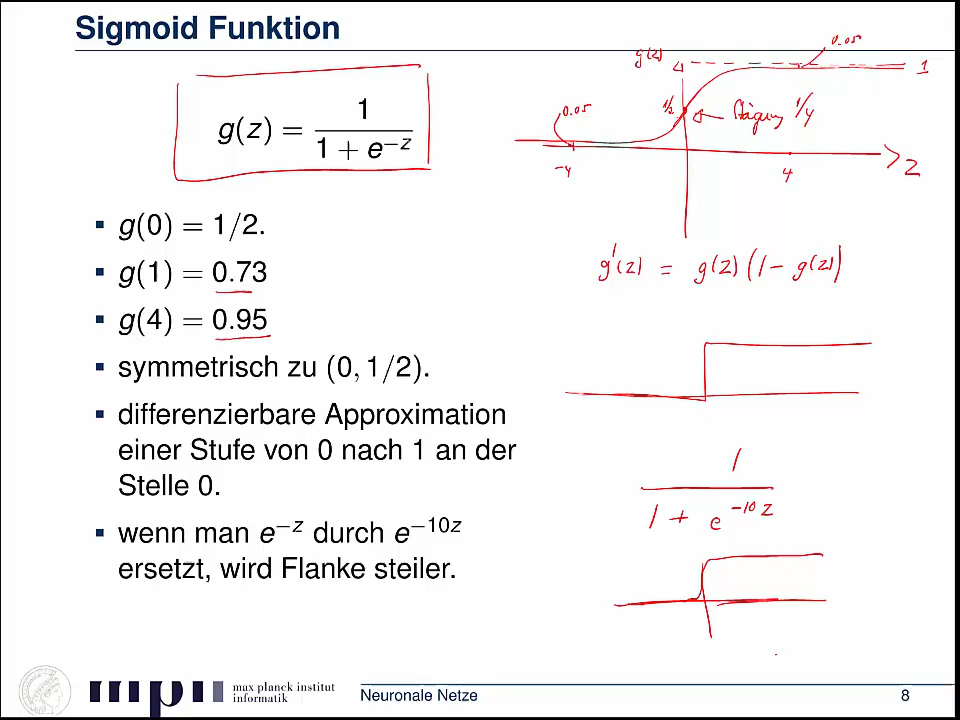 Sigmoid Funktion
g(z) = 1 / (1 + e^{−z})
▪ g(0) = 1/2.
▪ g(1) = 0.73
▪ g(4) = 0.95
▪ symmetrisch zu (0, 1/2).
▪ differenzierbare Approximation
einer Stufe von 0 nach 1 an der
Stelle 0.
▪ wenn man e^{−z} durch e^{−10z}
ersetzt, wird Flanke steiler.
g(z)
0.05
1
0.05
1/2
Steigung 1/4
-4
4
z
g'(z) = g(z) (1 - g(z))
1 / (1 + e^{-10z})
max planck institut
informatik
Neuronale Netze
8